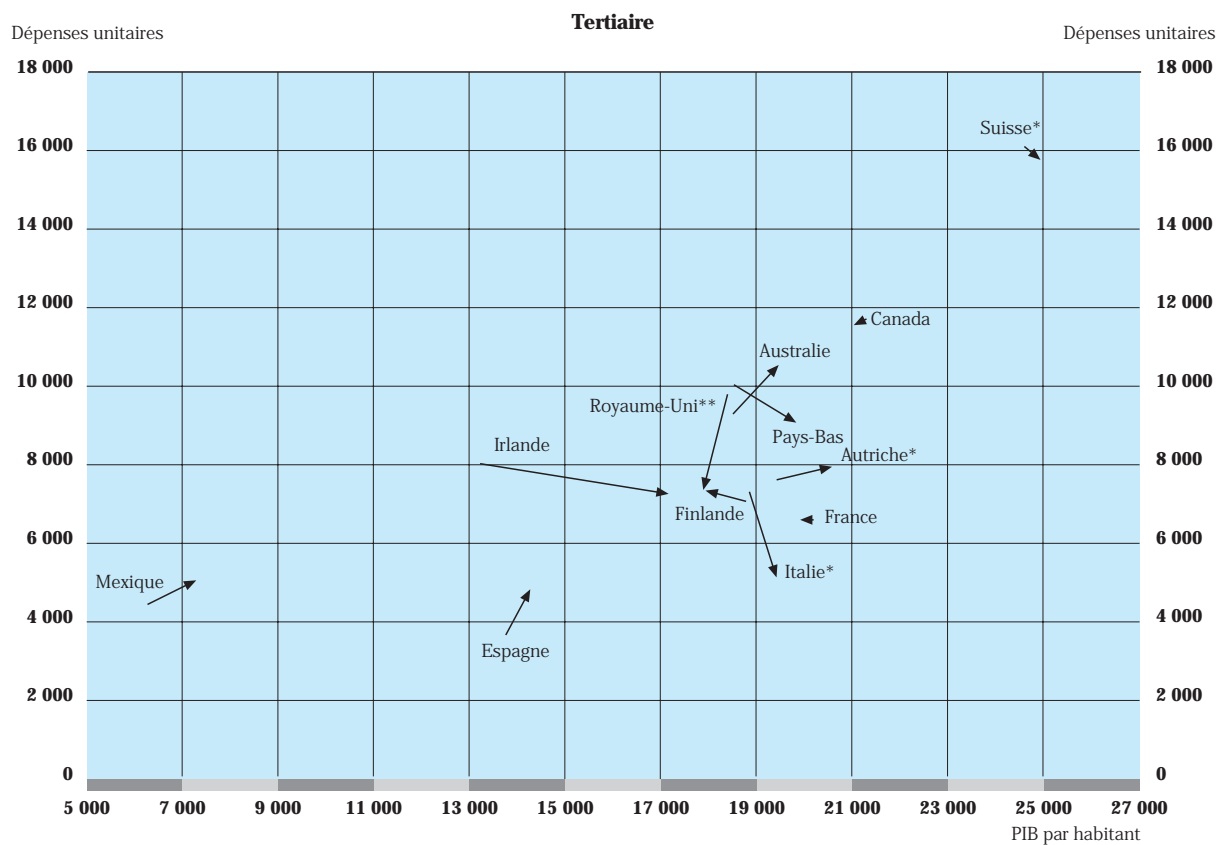 Tertiaire
Dépenses unitaires Dépenses unitaires
18 000 18 000
Suisse*
16 000 16 000
14 000 14 000
12 000 12 000
Canada
Australie
10 000 10 000
Royaume-Uni**
Pays-Bas
Irlande
Autriche*
8 000 8 000
Finlande France
6 000 6 000
Mexique Italie*
4 000 4 000
Espagne
2 000 2 000
0 0
5 000 7 000 9 000 11 000 13 000 15 000 17 000 19 000 21 000 23 000 25 000 27 000
PIB par habitant